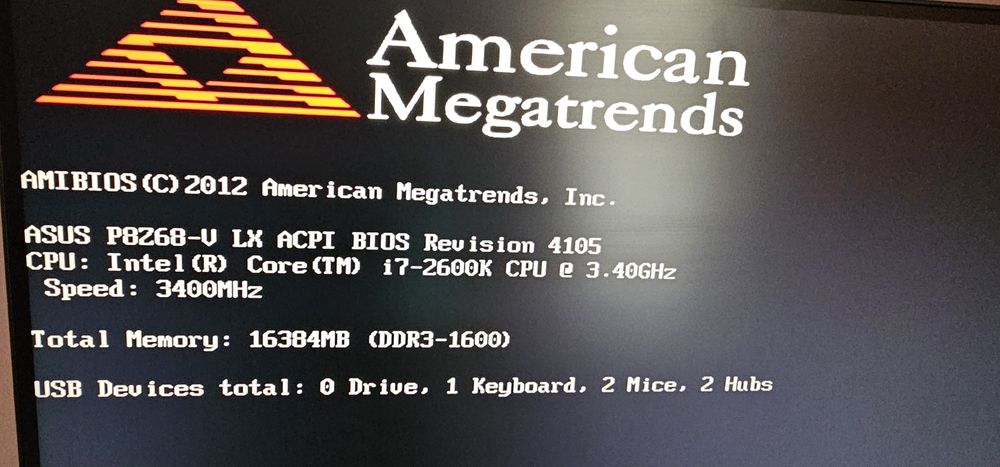 American
Megatrends
AMIBIOS(C)2012 American Megatrends, Inc.
ASUS P8Z68-V LX ACPI BIOS Revision 4105
CPU: Intel(R) Core(TM) i7-2600K CPU @ 3.40GHz
Speed: 3400MHz
Total Memory: 16384MB (DDR3-1600)
USB Devices total: 0 Drive, 1 Keyboard, 2 Mice, 2 Hubs